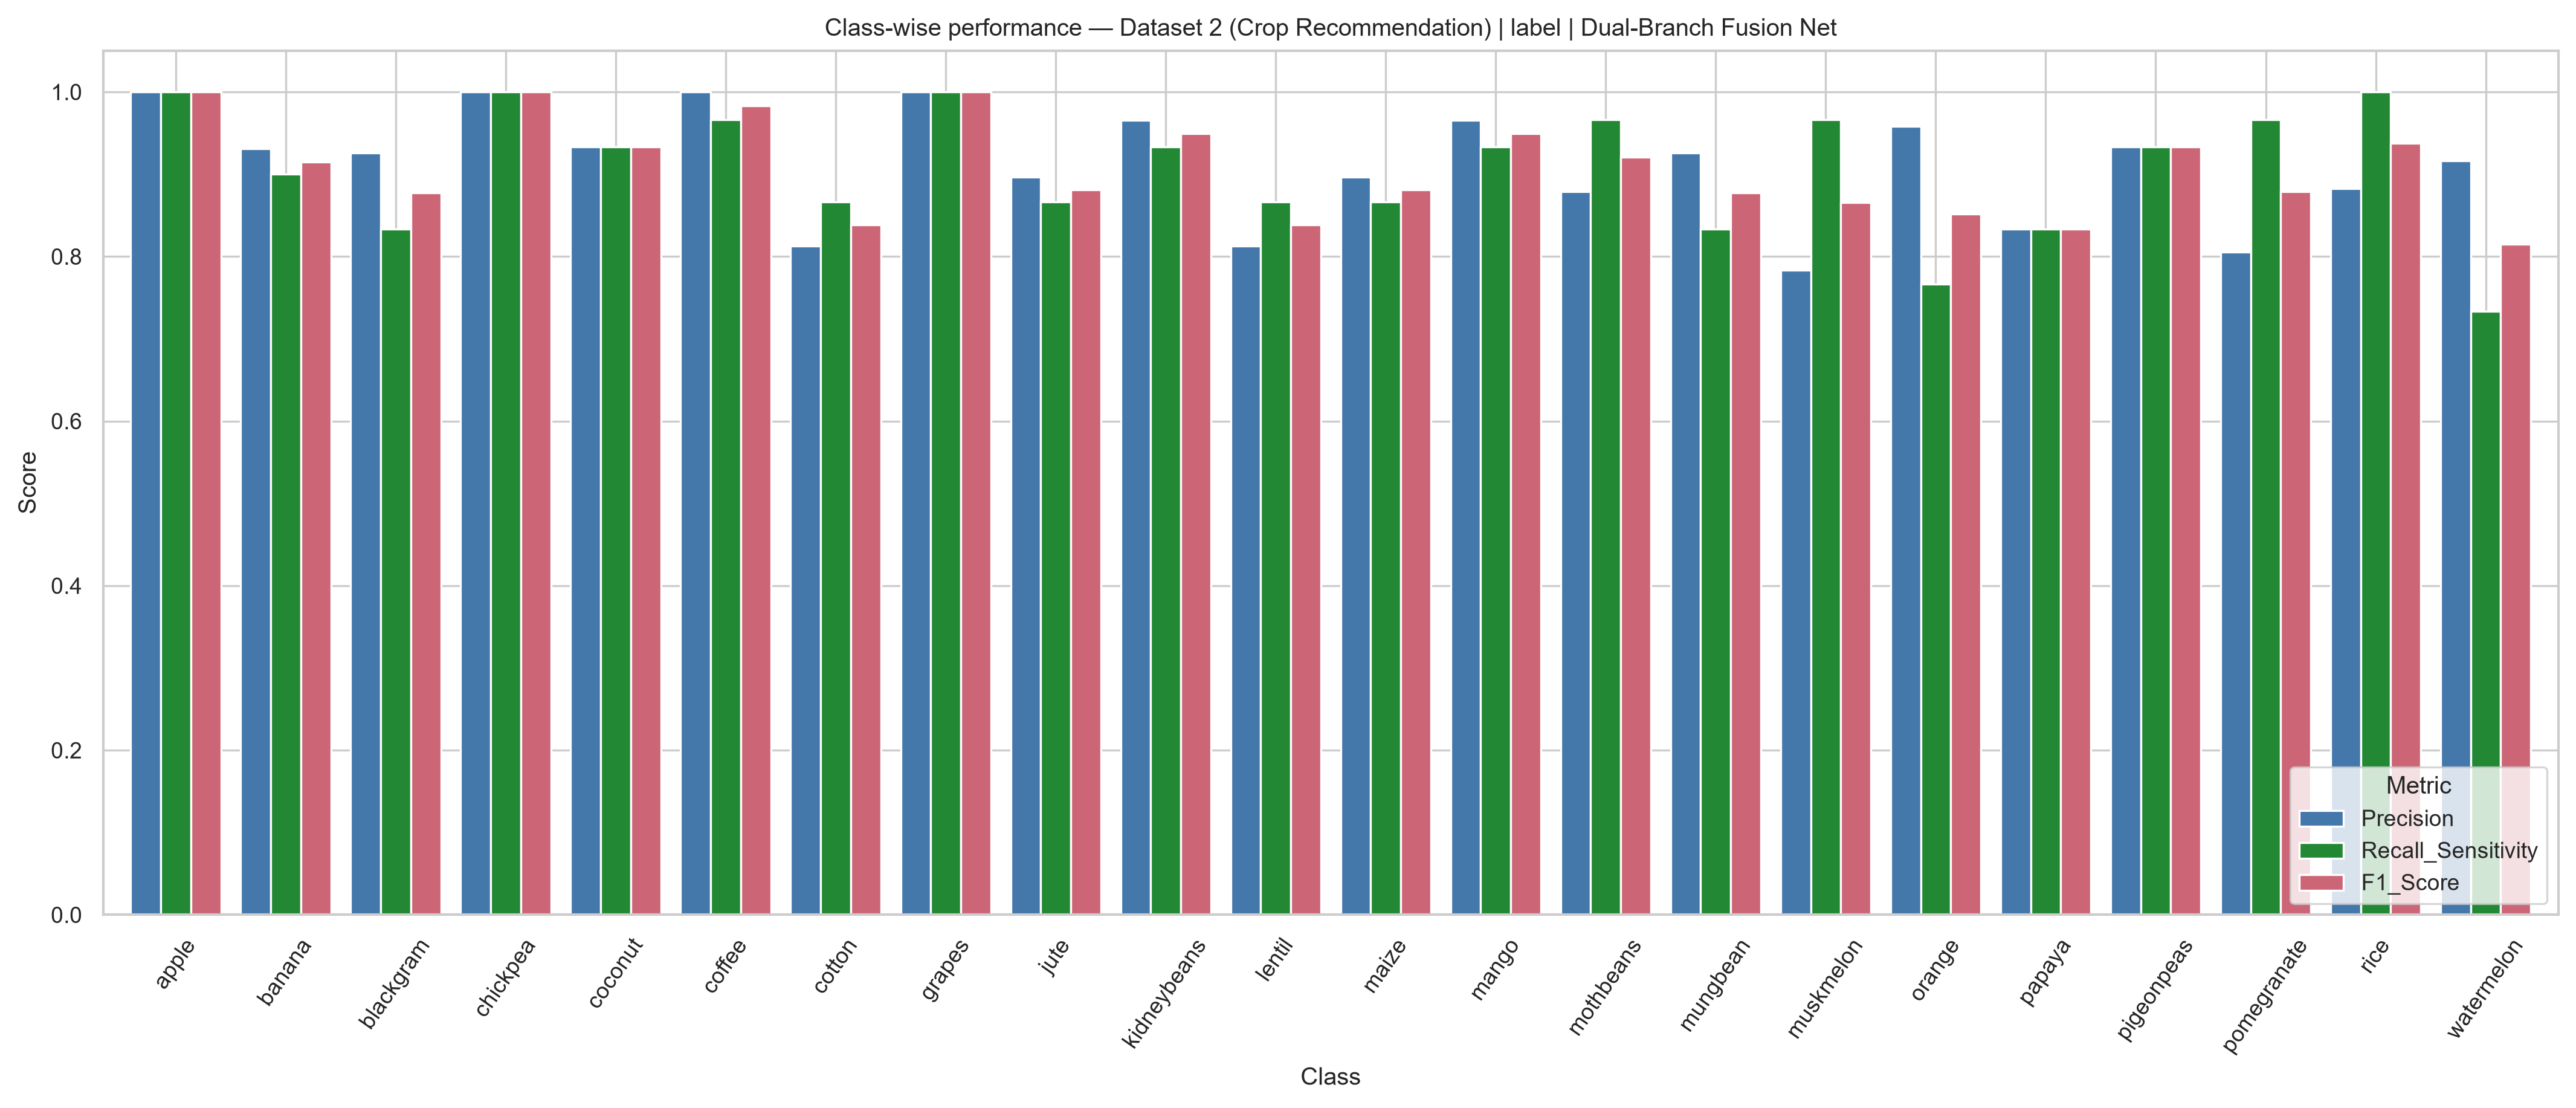 Class-wise performance — Dataset 2 (Crop Recommendation) | label | Dual-Branch Fusion Net
Score
1.0
0.8
0.6
0.4
0.2
0.0
Metric
Precision
Recall_Sensitivity
F1_Score
apple
banana
blackgram
chickpea
coconut
coffee
cotton
grapes
jute
kidneybeans
lentil
maize
mango
mothbeans
mungbean
muskmelon
orange
papaya
pigeonpeas
pomegranate
rice
watermelon
Class